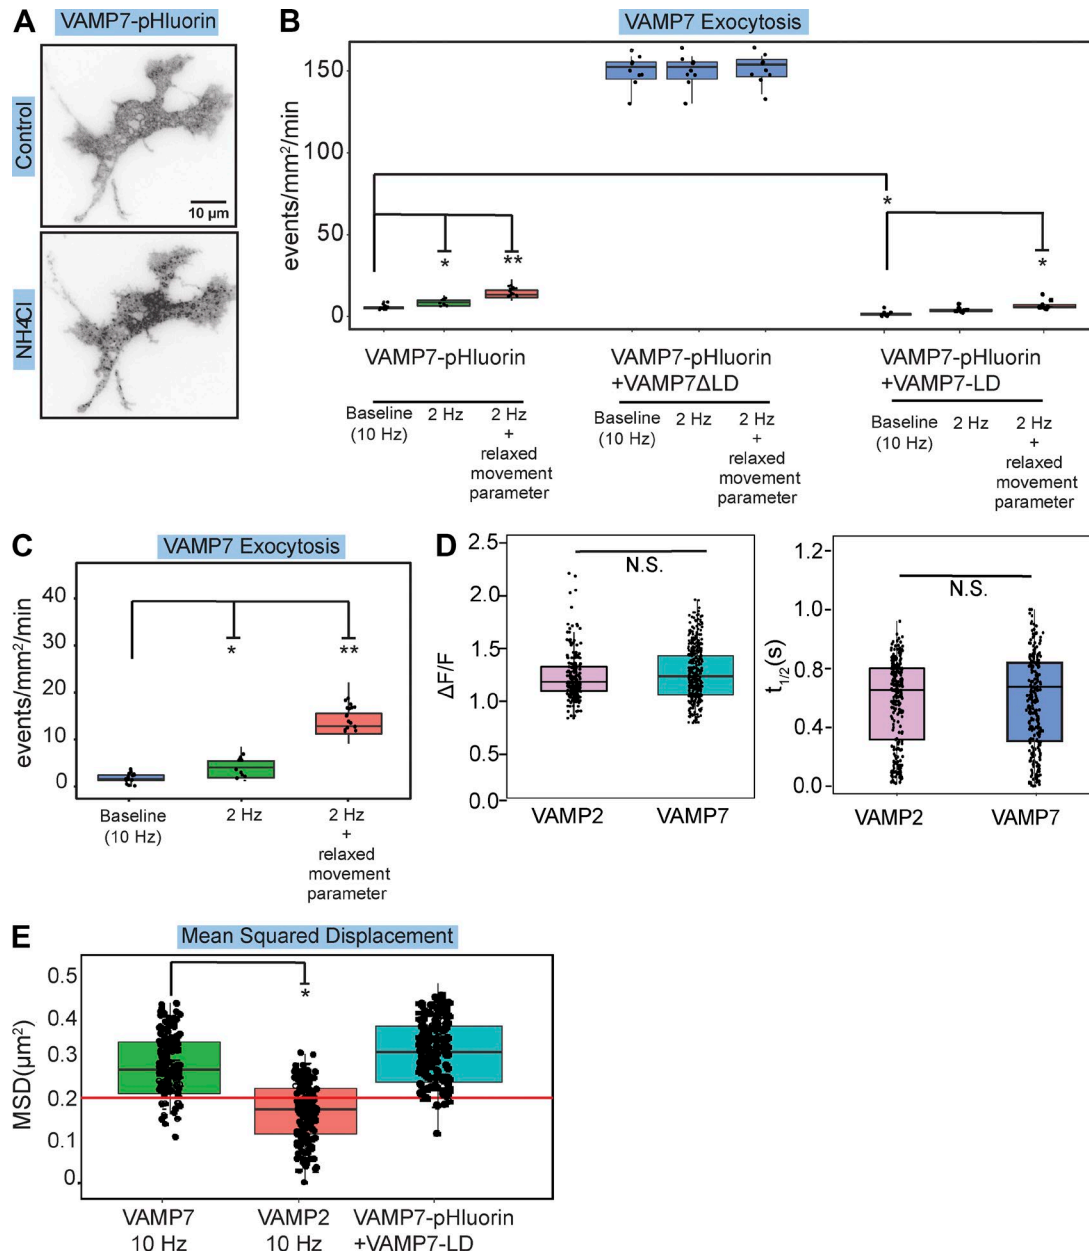 A
VAMP7-pHluorin
Control
10 µm
NH4Cl
B
VAMP7 Exocytosis
events/mm²/min
150
100
50
0
*
**
*
*
VAMP7-pHluorin
VAMP7-pHluorin
+VAMP7ΔLD
VAMP7-pHluorin
+VAMP7-LD
Baseline
(10 Hz)
2 Hz
2 Hz
+
relaxed
movement
parameter
Baseline
(10 Hz)
2 Hz
2 Hz
+
relaxed
movement
parameter
Baseline
(10 Hz)
2 Hz
2 Hz
+
relaxed
movement
parameter
C
VAMP7 Exocytosis
events/mm²/min
40
30
20
10
0
*
**
Baseline
(10 Hz)
2 Hz
2 Hz
+
relaxed
movement
parameter
D
ΔF/F
2.5
2.0
1.5
1.0
0.5
0.0
N.S.
VAMP2
VAMP7
t1/2(s)
1.2
1.0
0.8
0.4
0.0
N.S.
VAMP2
VAMP7
E
Mean Squared Displacement
MSD(µm²)
0.5
0.4
0.3
0.2
0.1
0
*
VAMP7
10 Hz
VAMP2
10 Hz
VAMP7-pHluorin
+VAMP7-LD